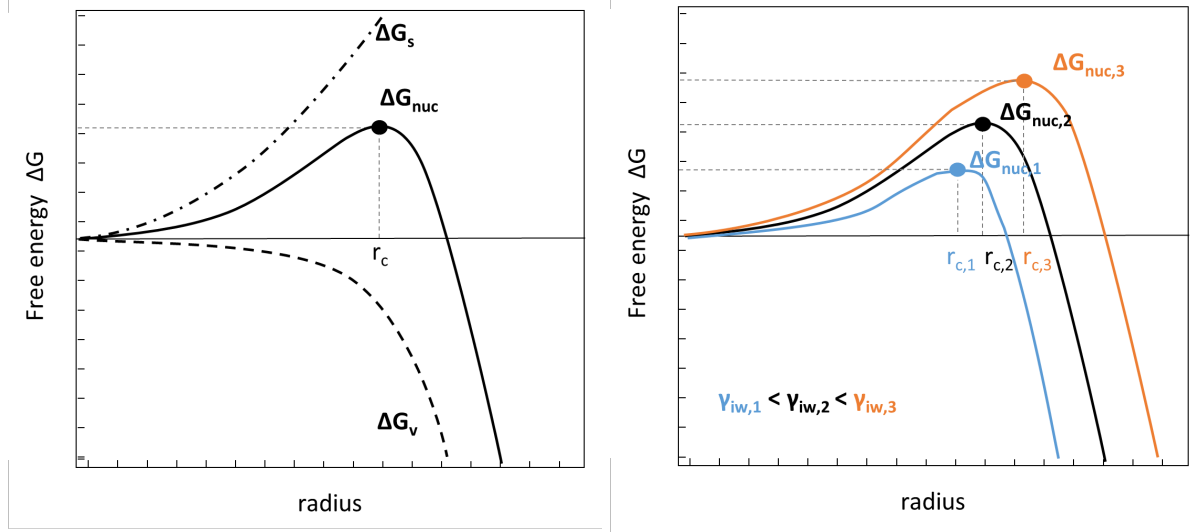 ΔGs
ΔGnuc
rc
ΔGv
Free energy ΔG
radius
ΔGnuc,3
ΔGnuc,2
ΔGnuc,1
rc,1 rc,2 rc,3
γiw,1 < γiw,2 < γiw,3
Free energy ΔG
radius